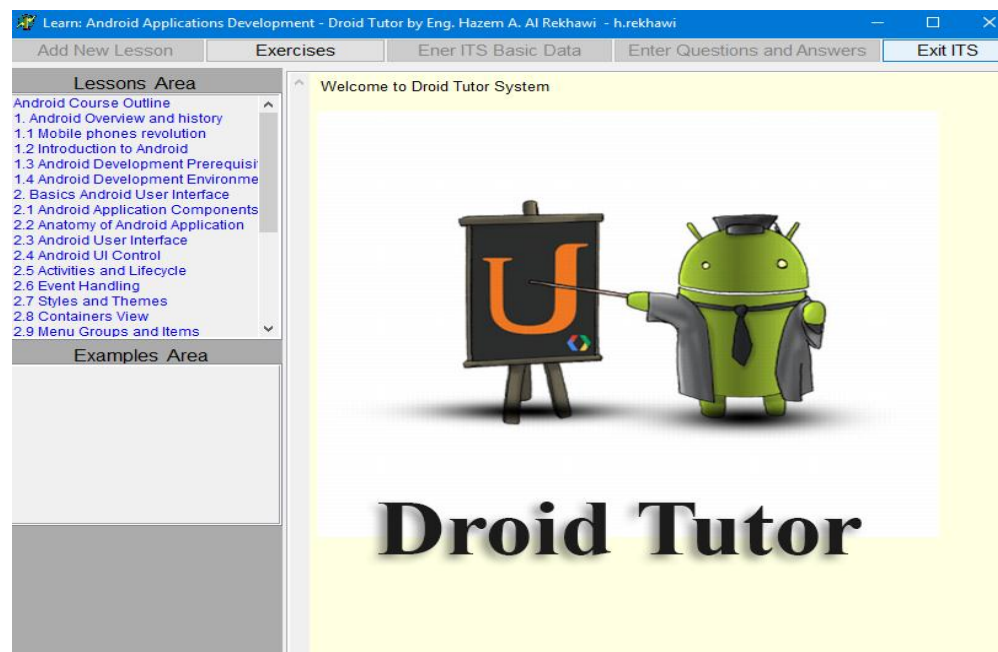 Learn: Android Applications Development - Droid Tutor by Eng. Hazem A. Al Rekhawi - h.rekhawi
Add New Lesson Exercises Ener ITS Basic Data Enter Questions and Answers Exit ITS
Lessons Area
Android Course Outline
1. Android Overview and history
1.1 Mobile phones revolution
1.2 Introduction to Android
1.3 Android Development Prerequisi
1.4 Android Development Environme
2. Basics Android User Interface
2.1 Android Application Components
2.2 Anatomy of Android Application
2.3 Android User Interface
2.4 Android UI Control
2.5 Activities and Lifecycle
2.6 Event Handling
2.7 Styles and Themes
2.8 Containers View
2.9 Menu Groups and Items
Examples Area
Welcome to Droid Tutor System
U
Droid Tutor